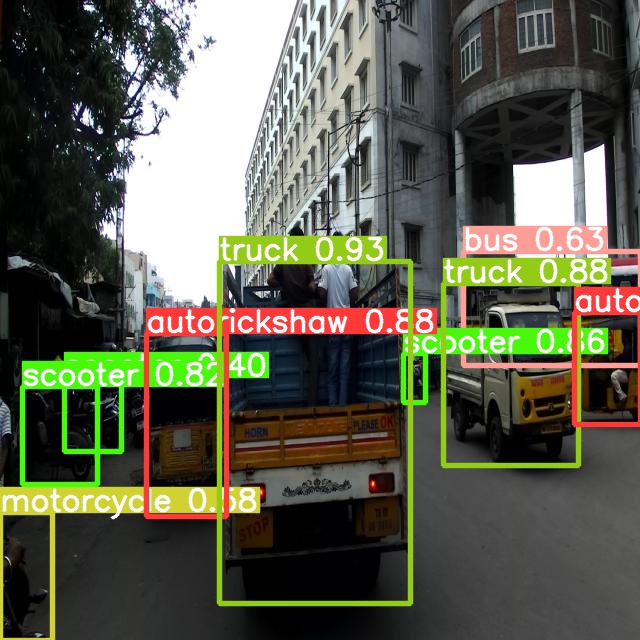 bus 0.63
truck 0.93
truck 0.88
auto
autorickshaw 0.88
scooter 0.86
scooter 0.82
40
HORN
PLEASE OK
motorcycle 0.58
STOP